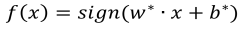 f(x) = sign(w* · x + b*)